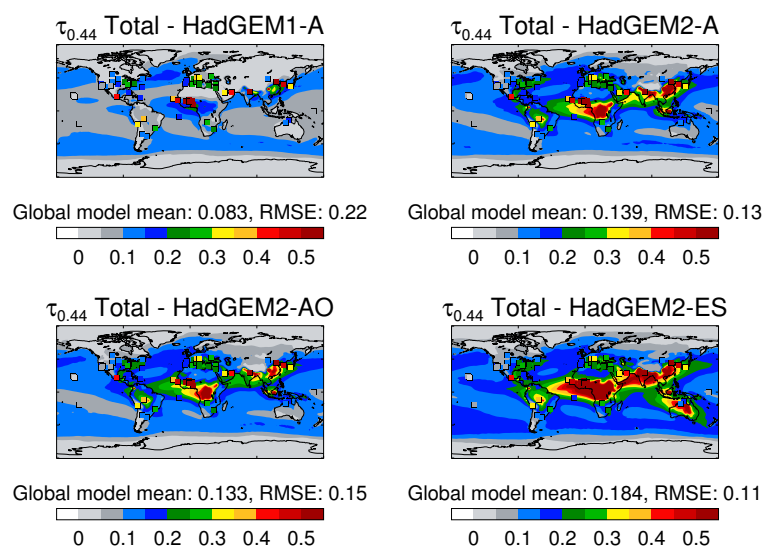 τ0.44 Total - HadGEM1-A
τ0.44 Total - HadGEM2-A
Global model mean: 0.083, RMSE: 0.22
Global model mean: 0.139, RMSE: 0.13
0 0.1 0.2 0.3 0.4 0.5
0 0.1 0.2 0.3 0.4 0.5
τ0.44 Total - HadGEM2-AO
τ0.44 Total - HadGEM2-ES
Global model mean: 0.133, RMSE: 0.15
Global model mean: 0.184, RMSE: 0.11
0 0.1 0.2 0.3 0.4 0.5
0 0.1 0.2 0.3 0.4 0.5